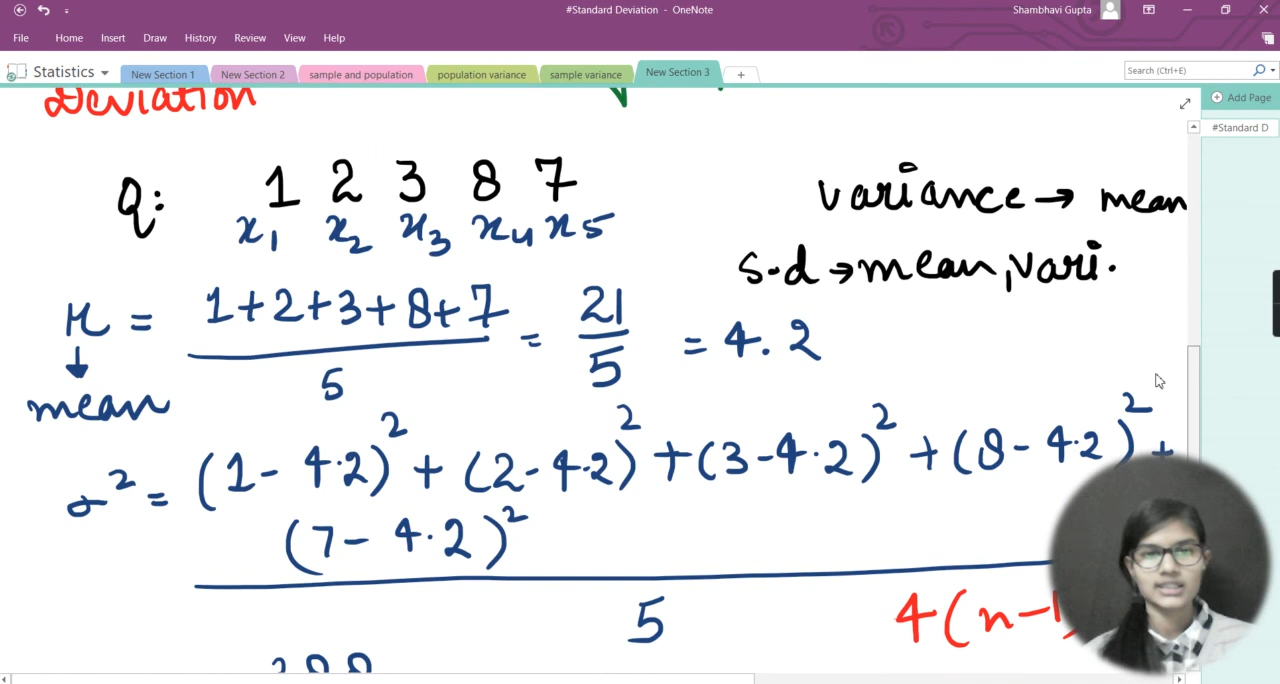 #Standard Deviation - OneNote
Shambhavi Gupta
File Home Insert Draw History Review View Help
Statistics
New Section 1
New Section 2
sample and population
population variance
sample variance
New Section 3
+
Search (Ctrl+E)
Add Page
#Standard D
Deviation
Q: 1 2 3 8 7
x1 x2 x3 x4 x5
variance → mean
s.d → mean, vari.
μ = 1+2+3+8+7 / 5 = 21 / 5 = 4.2
mean
σ² = (1-4.2)² + (2-4.2)² + (3-4.2)² + (8-4.2)² +
(7-4.2)²
5
4(n-1)